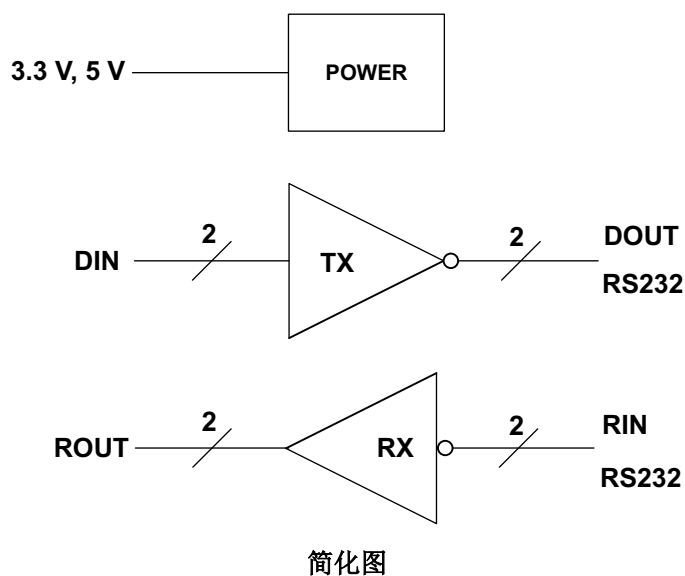 3.3 V, 5 V
POWER
DIN
2
TX
2
DOUT
RS232
ROUT
2
RX
2
RIN
RS232
简化图